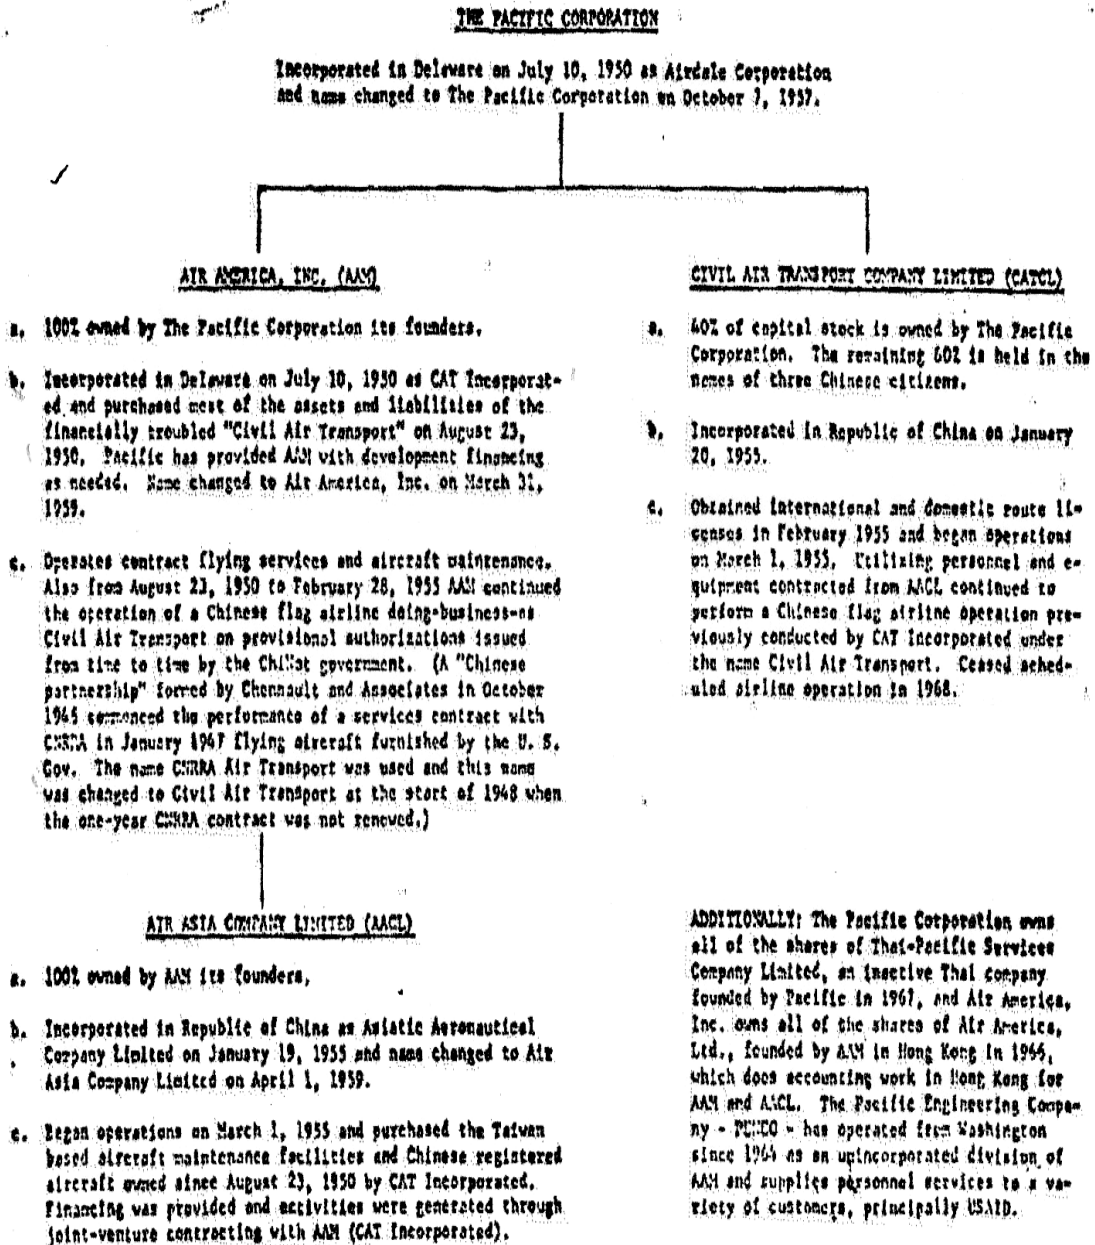 THE PACIFIC CORPORATION
Incorporated in Delaware on July 10, 1950 as Airdale Corporation
and name changed to The Pacific Corporation on October 7, 1957.
AIR AMERICA, INC. (AAM)
a. 100% owned by The Pacific Corporation its founders.
b. Incorporated in Delaware on July 10, 1950 as CAT Incorporat-
ed and purchased most of the assets and liabilities of the
financially troubled "Civil Air Transport" on August 23,
1950. Pacific has provided AAM with development financing
as needed. Name changed to Air America, Inc. on March 31,
1959.
c. Operates contract flying services and aircraft maintenance.
Also from August 23, 1950 to February 28, 1955 AAM continued
the operation of a Chinese flag airline doing-business-as
Civil Air Transport on provisional authorizations issued
from time to time by the ChiNat government. (A "Chinese
partnership" formed by Chennault and Associates in October
1946 commenced the performance of a services contract with
CNRRA in January 1947 flying aircraft furnished by the U. S.
Gov. The name CNRRA Air Transport was used and this name
was changed to Civil Air Transport at the start of 1948 when
the one-year CNRRA contract was not renewed.)
AIR ASIA COMPANY LIMITED (AACL)
a. 100% owned by AAM its founders.
b. Incorporated in Republic of China as Asiatic Aeronautical
Company Limited on January 19, 1955 and name changed to Air
Asia Company Limited on April 1, 1959.
c. Began operations on March 1, 1955 and purchased the Taiwan
based aircraft maintenance facilities and Chinese registered
aircraft owned since August 23, 1950 by CAT Incorporated.
Financing was provided and activities were generated through
joint-venture contracting with AAM (CAT Incorporated).
CIVIL AIR TRANSPORT COMPANY LIMITED (CATCL)
a. 40% of capital stock is owned by The Pacific
Corporation. The remaining 60% is held in the
names of three Chinese citizens.
b. Incorporated in Republic of China on January
20, 1955.
c. Obtained international and domestic route li-
censes in February 1955 and began operations
on March 1, 1955. Utilizing personnel and e-
quipment contracted from AACL continued to
perform a Chinese flag airline operation pre-
viously conducted by CAT Incorporated under
the name Civil Air Transport. Ceased sched-
uled airline operation in 1968.
ADDITIONALLY: The Pacific Corporation owns
all of the shares of Thai-Pacific Services
Company Limited, an inactive Thai company
founded by Pacific in 1967, and Air America,
Inc. owns all of the shares of Air America,
Ltd., founded by AAM in Hong Kong in 1966,
which does accounting work in Hong Kong for
AAM and AACL. The Pacific Engineering Compa-
ny - PENCO - has operated from Washington
since 1964 as an unincorporated division of
AAM and supplies personnel services to a va-
riety of customers, principally USAID.